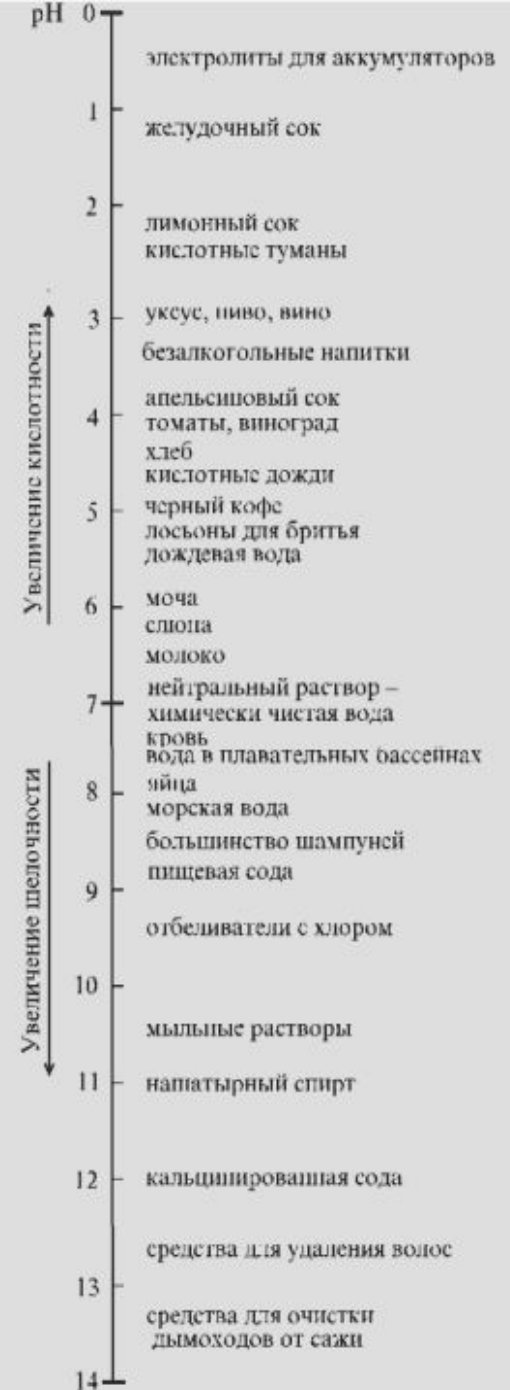 pH 0
электролиты для аккумуляторов
1
желудочный сок
2
лимонный сок
кислотные туманы
3
уксус, пиво, вино
безалкогольные напитки
апельсиновый сок
4
томаты, виноград
хлеб
кислотные дожди
5
черный кофе
лосьоны для бритья
дождевая вода
6
моча
слюна
молоко
Увеличение кислотности
нейтральный раствор –
7
химически чистая вода
кровь
вода в плавательных бассейнах
яйца
8
морская вода
большинство шампуней
пищевая сода
9
отбеливатели с хлором
10
мыльные растворы
Увеличение щелочности
11
нашатырный спирт
12
кальцинированная сода
средства для удаления волос
13
средства для очистки
дымоходов от сажи
14